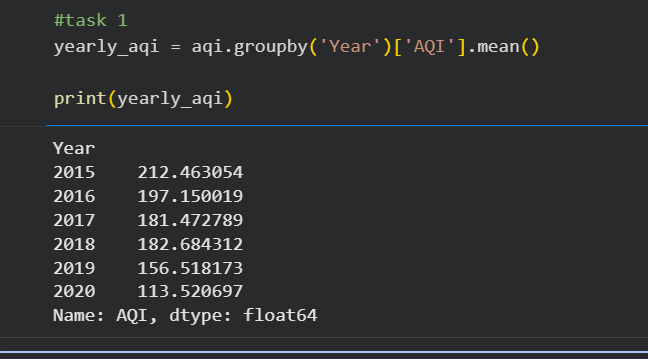 #task 1
yearly_aqi = aqi.groupby('Year')['AQI'].mean()
print(yearly_aqi)
Year
2015    212.463054
2016    197.150019
2017    181.472789
2018    182.684312
2019    156.518173
2020    113.520697
Name: AQI, dtype: float64